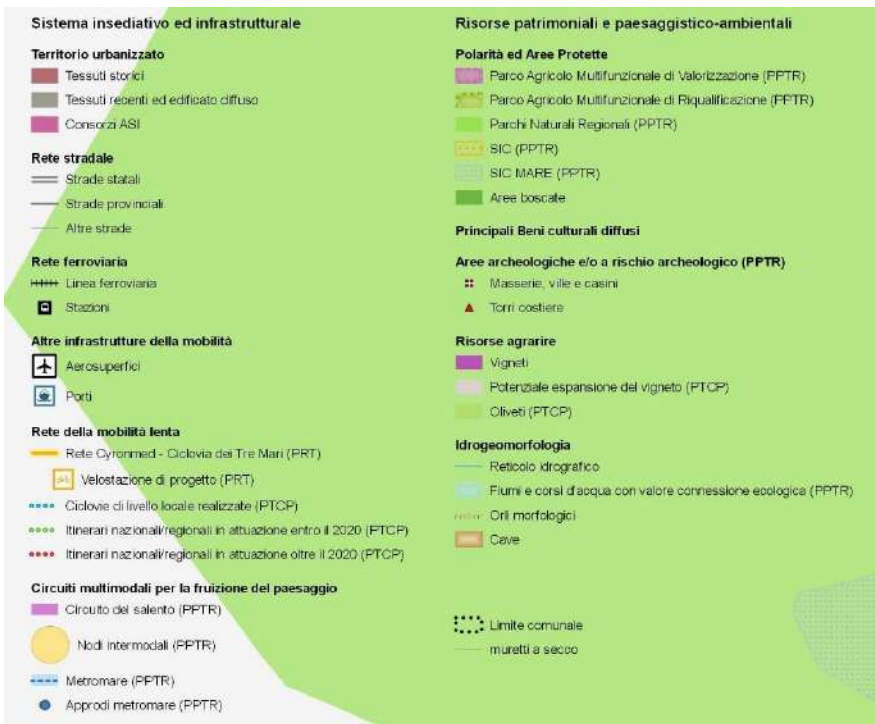 Sistema insediativo ed infrastrutturale
Territorio urbanizzato
Tessuti storici
Tessuti recenti ed edificato diffuso
Consorzi ASI
Rete stradale
Strade statali
Strade provinciali
Altre strade
Rete ferroviaria
Linea ferroviaria
Stazioni
Altre infrastrutture della mobilità
Aerosuperfici
Porti
Rete della mobilità lenta
Rete Cyronmed - Ciclovia dei Tre Mari (PRT)
Velostazione di progetto (PRT)
Ciclovie di livello locale realizzate (PTCP)
Itinerari nazionali/regionali in attuazione entro il 2020 (PTCP)
Itinerari nazionali/regionali in attuazione oltre il 2020 (PTCP)
Circuiti multimodali per la fruizione del paesaggio
Circuito del salento (PPTR)
Nodi intermodali (PPTR)
Metromare (PPTR)
Approdi metromare (PPTR)
Risorse patrimoniali e paesaggistico-ambientali
Polarità ed Aree Protette
Parco Agricolo Multifunzionale di Valorizzazione (PPTR)
Parco Agricolo Multifunzionale di Riqualificazione (PPTR)
Parchi Naturali Regionali (PPTR)
SIC (PPTR)
SIC MARE (PPTR)
Aree boscate
Principali Beni culturali diffusi
Aree archeologiche e/o a rischio archeologico (PPTR)
Masserie, ville e casini
Torri costiere
Risorse agrarire
Vigneti
Potenziale espansione del vigneto (PTCP)
Oliveti (PTCP)
Idrogeomorfologia
Reticolo idrografico
Fiumi e corsi d'acqua con valore connessione ecologica (PPTR)
Orli morfologici
Cave
Limite comunale
muretti a secco